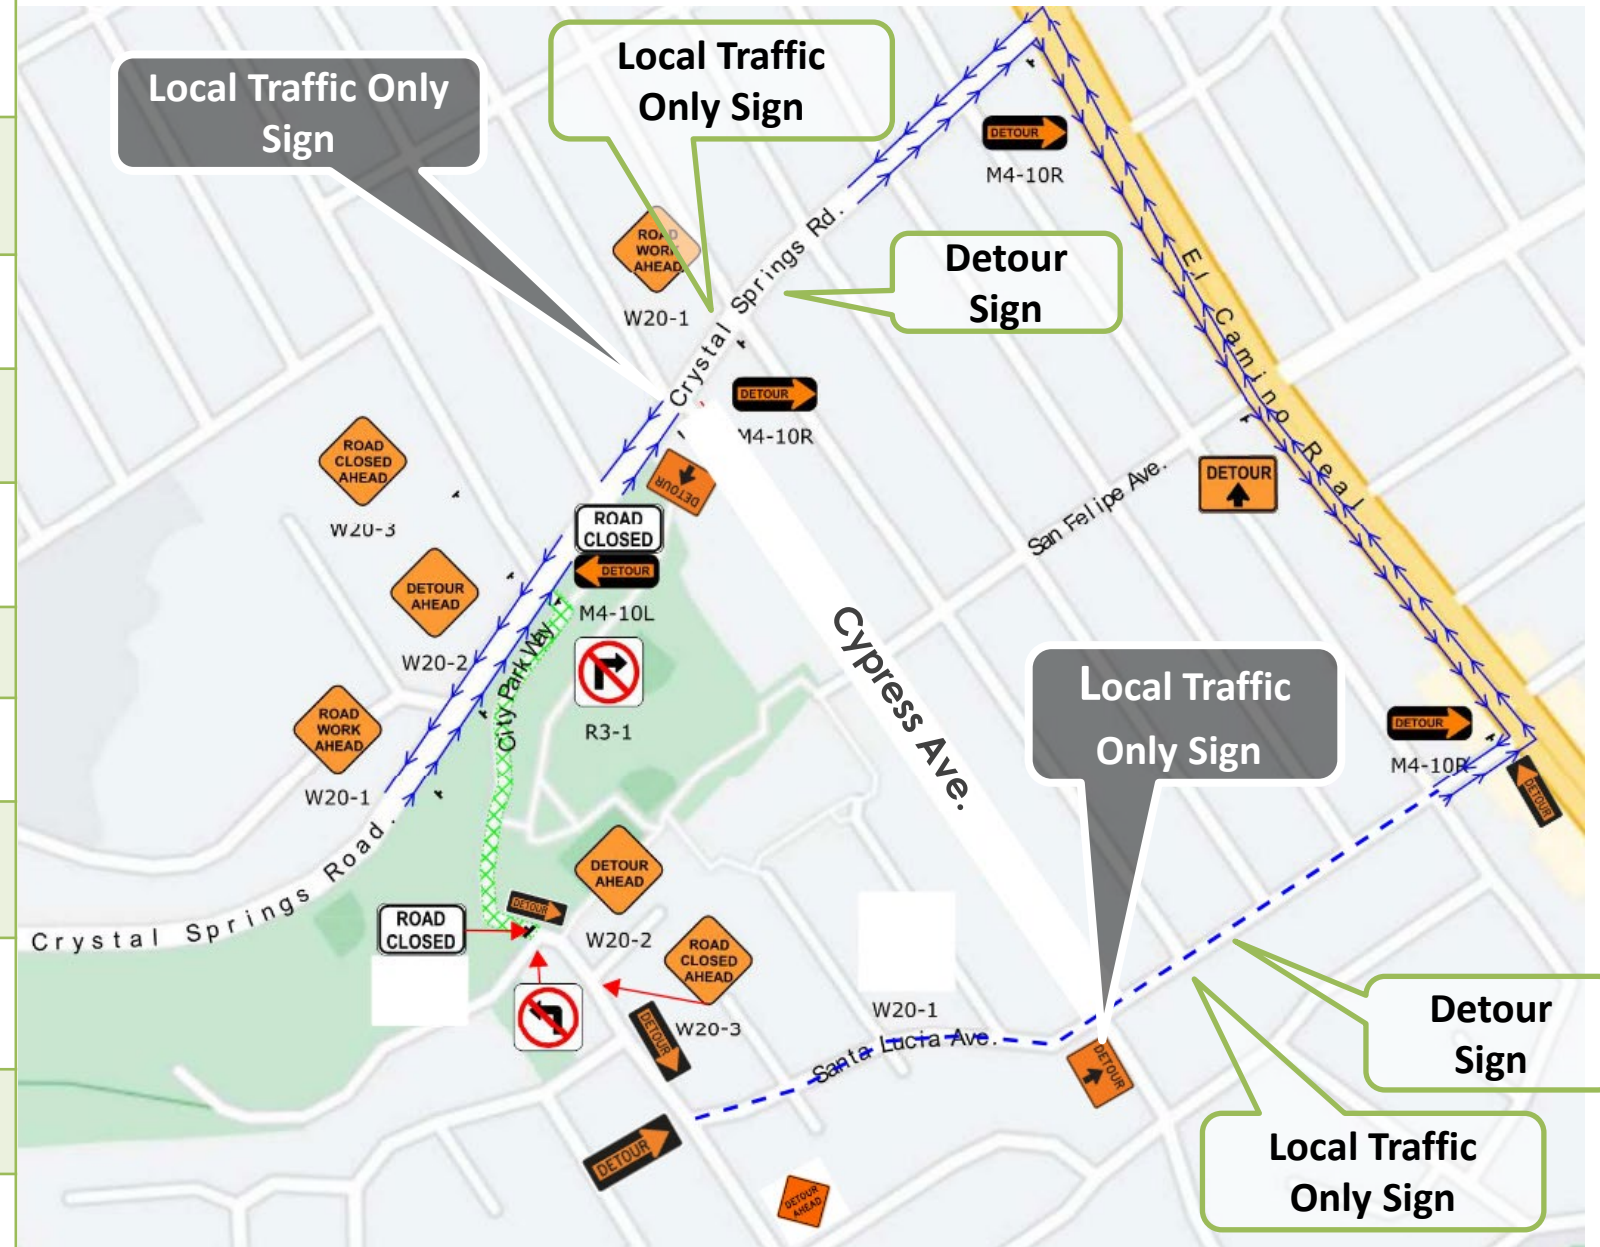 Local Traffic Only
Sign
Local Traffic
Only Sign
DETOUR
M4-10R
ROAD
WORK
AHEAD
W20-1
Crystal Springs Rd.
Detour
Sign
El Camino Real
DETOUR
M4-10R
ROAD
CLOSED
AHEAD
W20-3
DETOUR
ROAD
CLOSED
DETOUR
M4-10L
DETOUR
San Felipe Ave.
DETOUR
AHEAD
W20-2
City Park Way
R3-1
Cypress Ave.
Local Traffic
Only Sign
ROAD
WORK
AHEAD
W20-1
DETOUR
M4-10R
DETOUR
Crystal Springs Road.
DETOUR
AHEAD
W20-2
DETOUR
ROAD
CLOSED
ROAD
CLOSED
AHEAD
W20-3
DETOUR
W20-1
Santa Lucia Ave.
DETOUR
Detour
Sign
DETOUR
Local Traffic
Only Sign
DETOUR
AHEAD